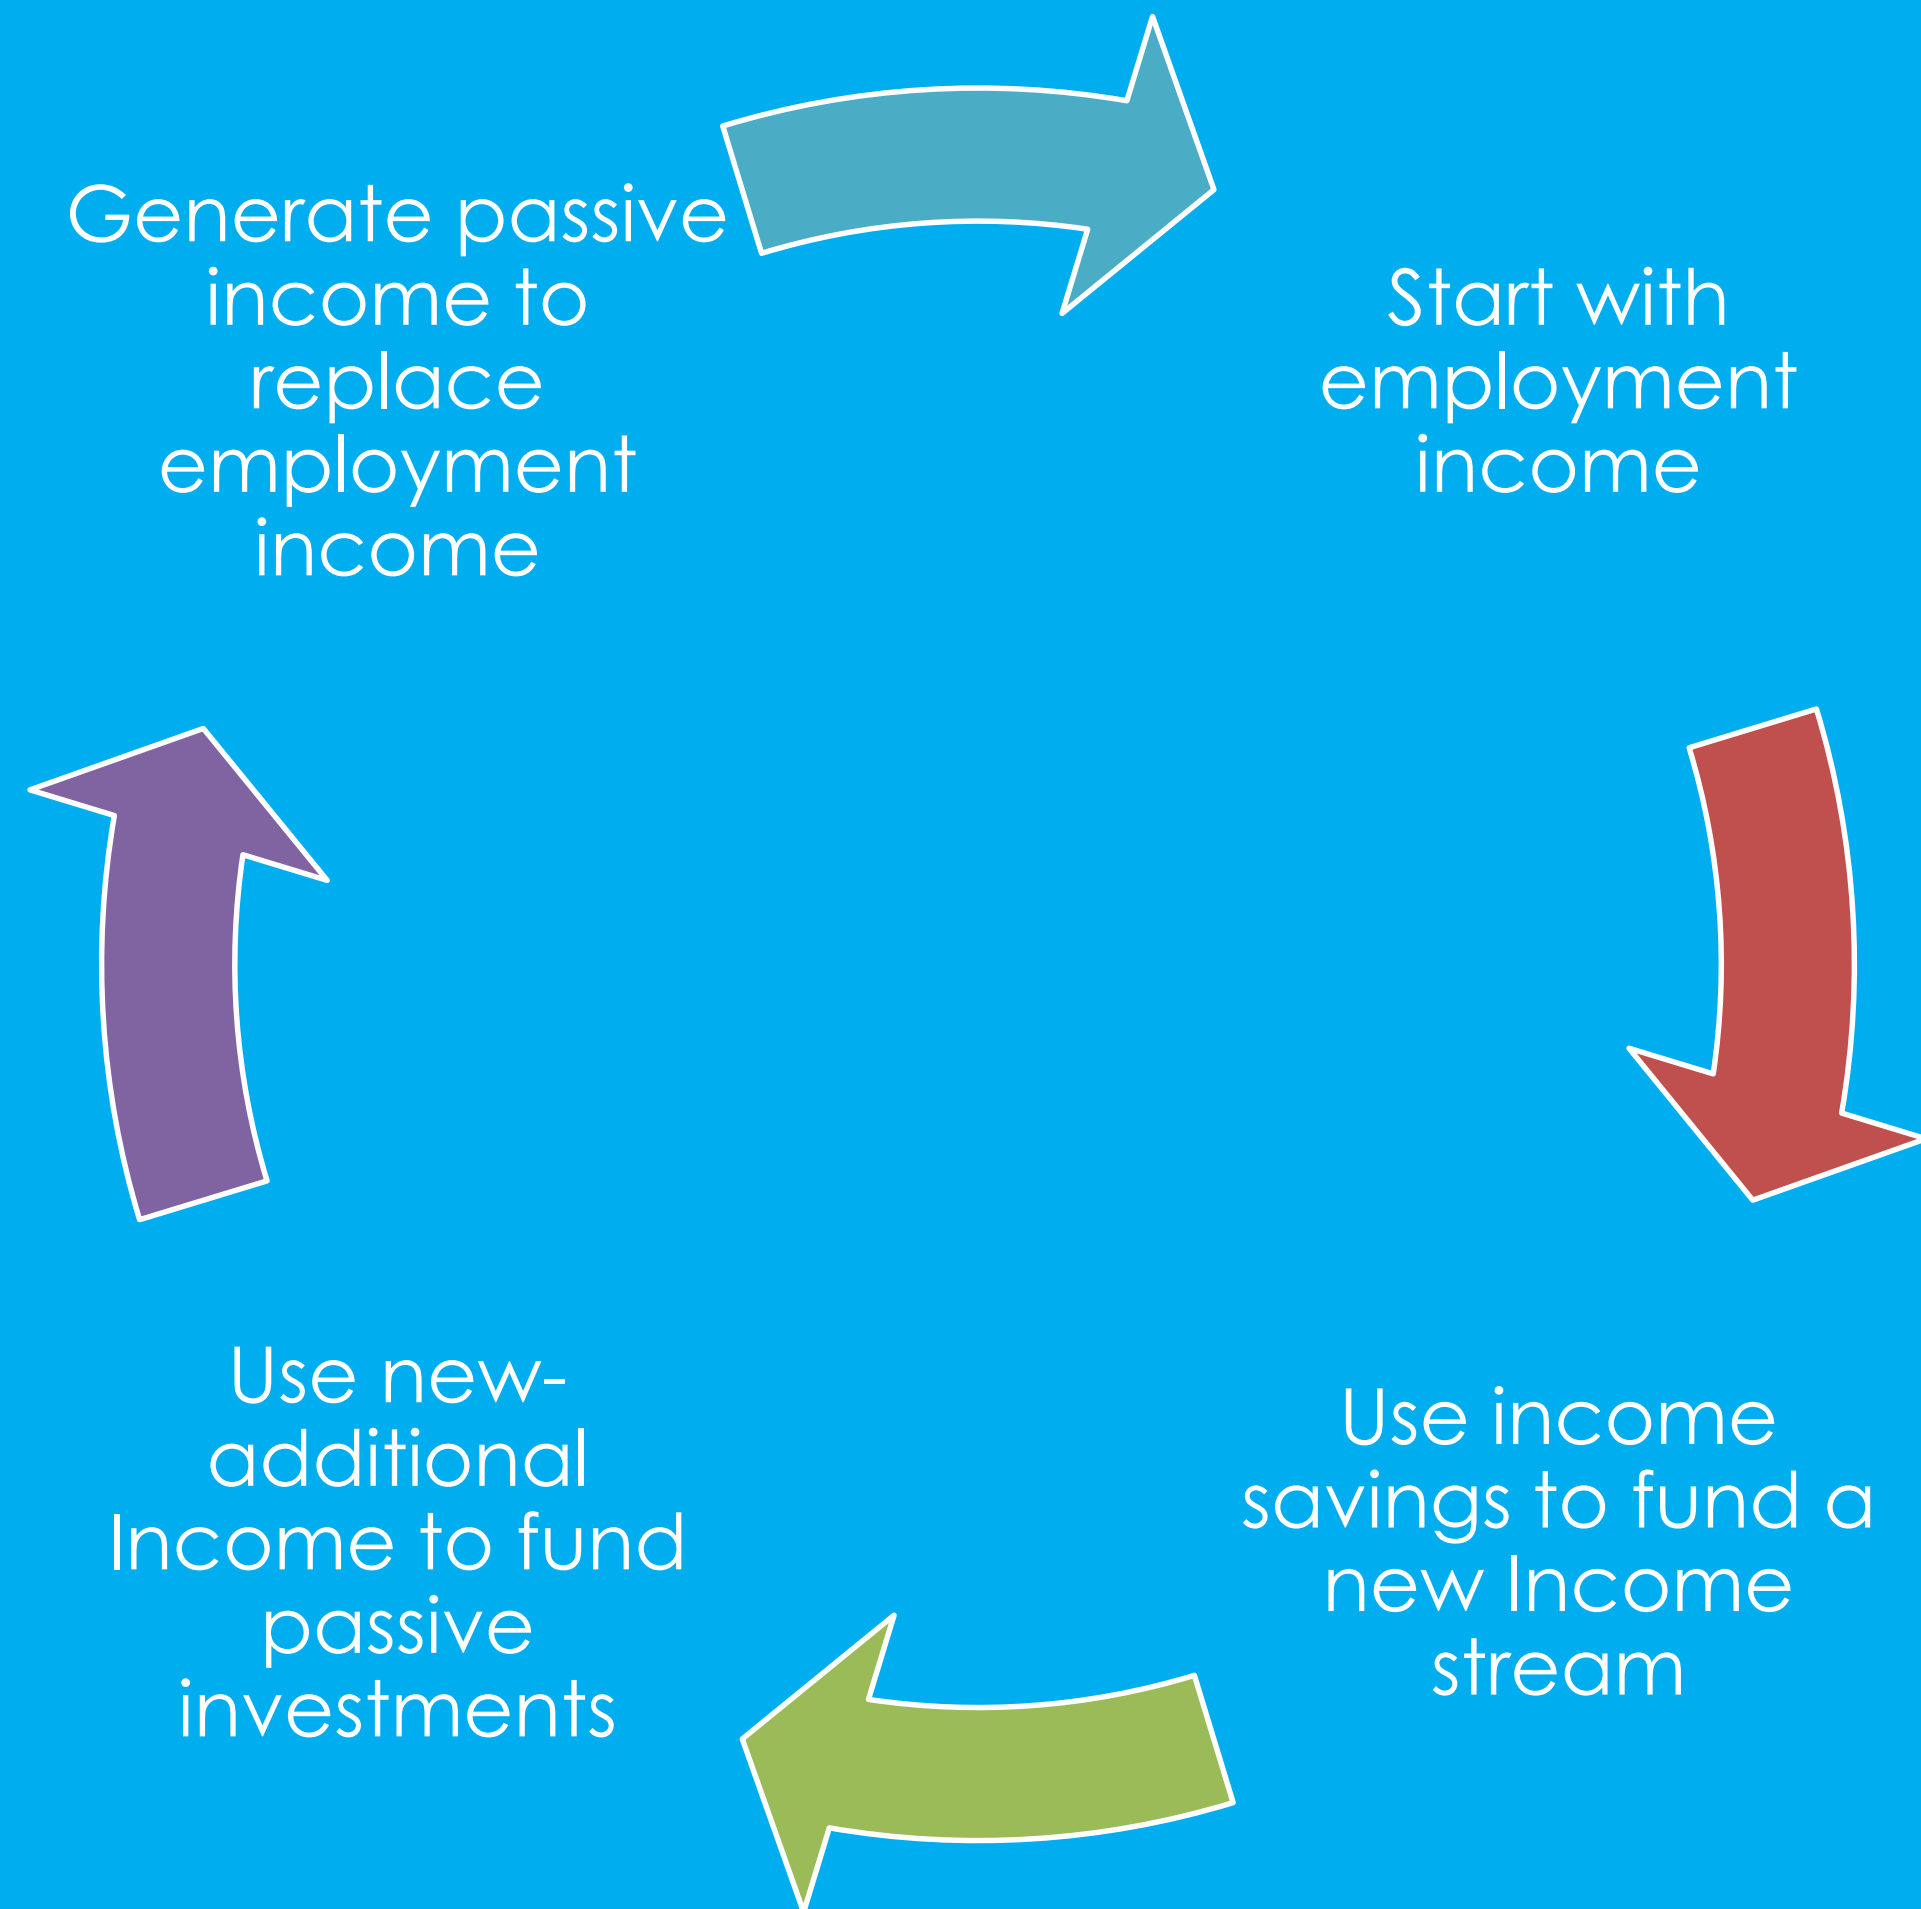 Generate passive
income to
replace
employment
income
Start with
employment
income
Use income
savings to fund a
new Income
stream
Use new-
additional
Income to fund
passive
investments